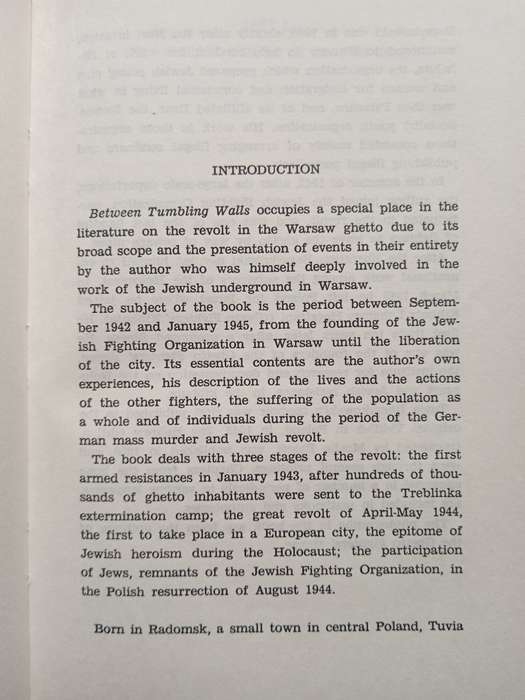 INTRODUCTION
Between Tumbling Walls occupies a special place in the
literature on the revolt in the Warsaw ghetto due to its
broad scope and the presentation of events in their entirety
by the author who was himself deeply involved in the
work of the Jewish underground in Warsaw.
The subject of the book is the period between Septem-
ber 1942 and January 1945, from the founding of the Jew-
ish Fighting Organization in Warsaw until the liberation
of the city. Its essential contents are the author's own
experiences, his description of the lives and the actions
of the other fighters, the suffering of the population as
a whole and of individuals during the period of the Ger-
man mass murder and Jewish revolt.
The book deals with three stages of the revolt: the first
armed resistances in January 1943, after hundreds of thou-
sands of ghetto inhabitants were sent to the Treblinka
extermination camp; the great revolt of April-May 1944,
the first to take place in a European city, the epitome of
Jewish heroism during the Holocaust; the participation
of Jews, remnants of the Jewish Fighting Organization, in
the Polish resurrection of August 1944.
Born in Radomsk, a small town in central Poland, Tuvia